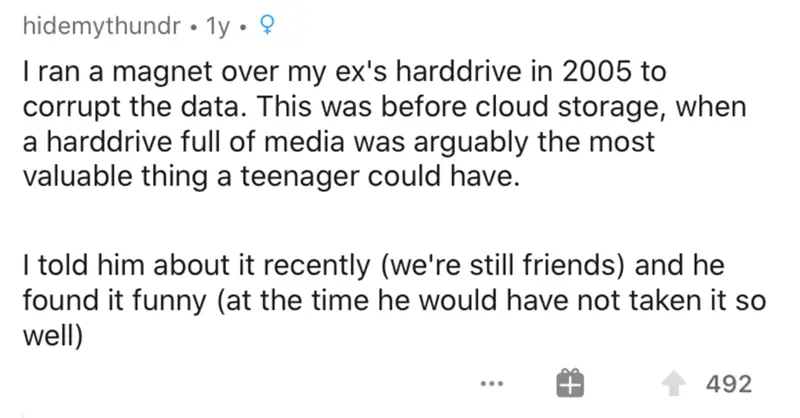 hidemythundr • 1y • ♀
I ran a magnet over my ex's harddrive in 2005 to
corrupt the data. This was before cloud storage, when
a harddrive full of media was arguably the most
valuable thing a teenager could have.
I told him about it recently (we're still friends) and he
found it funny (at the time he would have not taken it so
well)
492